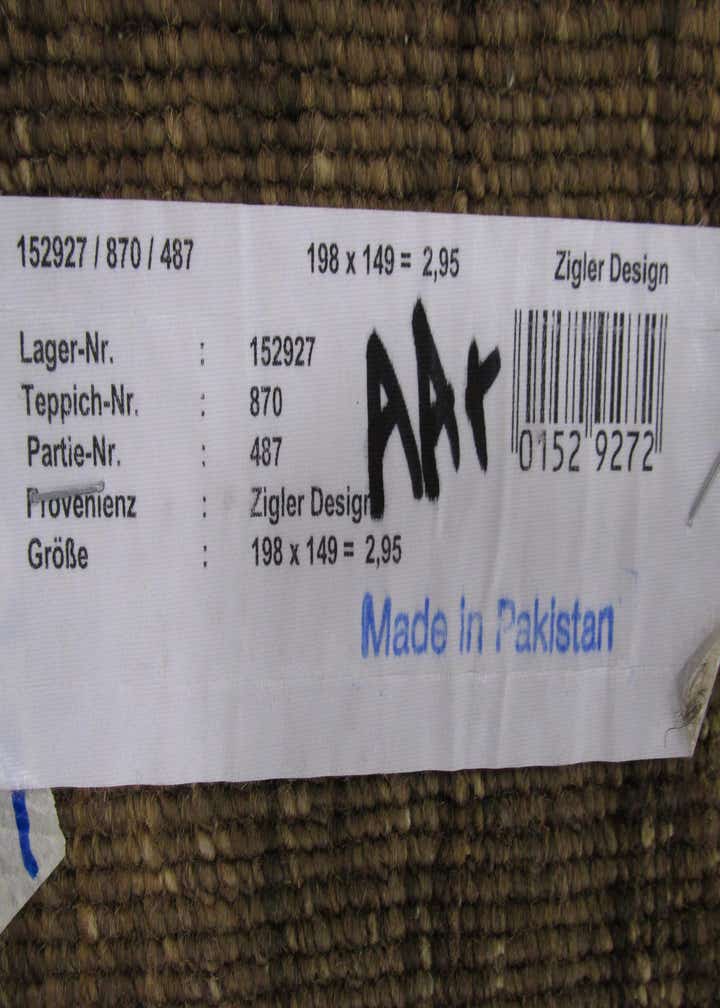 152927 / 870 / 487 198 x 149 = 2,95 Zigler Design
Lager-Nr. : 152927
Teppich-Nr. : 870
Partie-Nr. : 487
Provenienz : Zigler Design
Größe : 198 x 149 = 2,95
AAr
0152 9272
Made in Pakistan